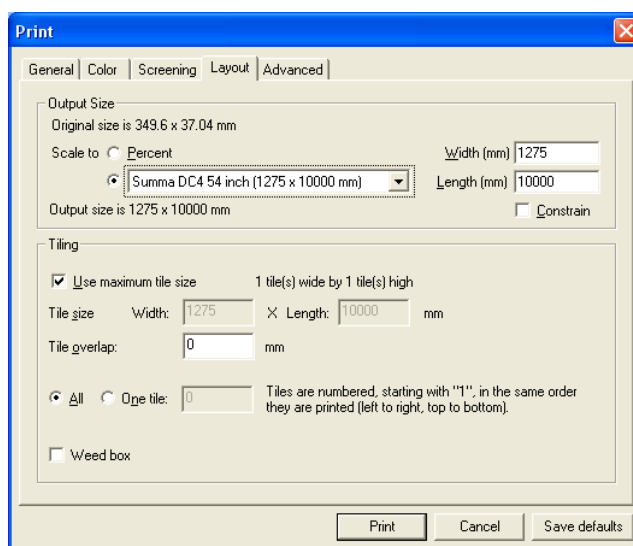 Print
General Color Screening Layout Advanced
Output Size
Original size is 349.6 x 37.04 mm
Scale to Percent Width (mm) 1275
Summa DC4 54 inch (1275 x 10000 mm) Length (mm) 10000
Output size is 1275 x 10000 mm Constrain
Tiling
Use maximum tile size 1 tile(s) wide by 1 tile(s) high
Tile size Width: 1275 X Length: 10000 mm
Tile overlap: 0 mm
All One tile: 0 Tiles are numbered, starting with "1", in the same order
they are printed (left to right, top to bottom).
Weed box
Print Cancel Save defaults